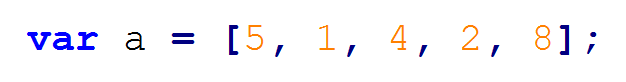 var a = [5, 1, 4, 2, 8];